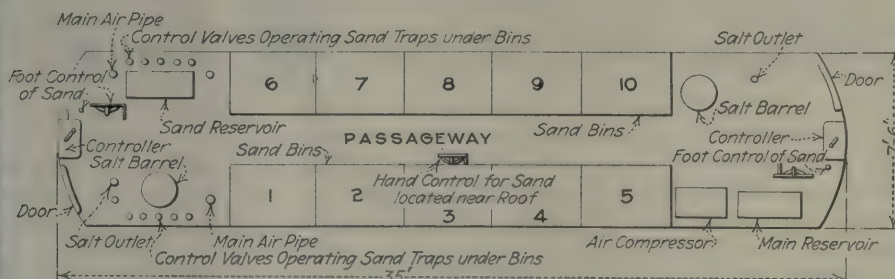 Main Air Pipe
Control Valves Operating Sand Traps under Bins
Salt Outlet
Foot Control
of Sand
6 7 8 9 10
Door
Salt Barrel
Sand Reservoir
Sand Bins
Controller
PASSAGEWAY
Controller
Salt Barrel
Sand Bins
Foot Control of Sand
Hand Control for Sand
located near Roof
1 2 3 4 5
Door
Salt Outlet
Main Air Pipe
Air Compressor
Main Reservoir
Control Valves Operating Sand Traps under Bins
35'